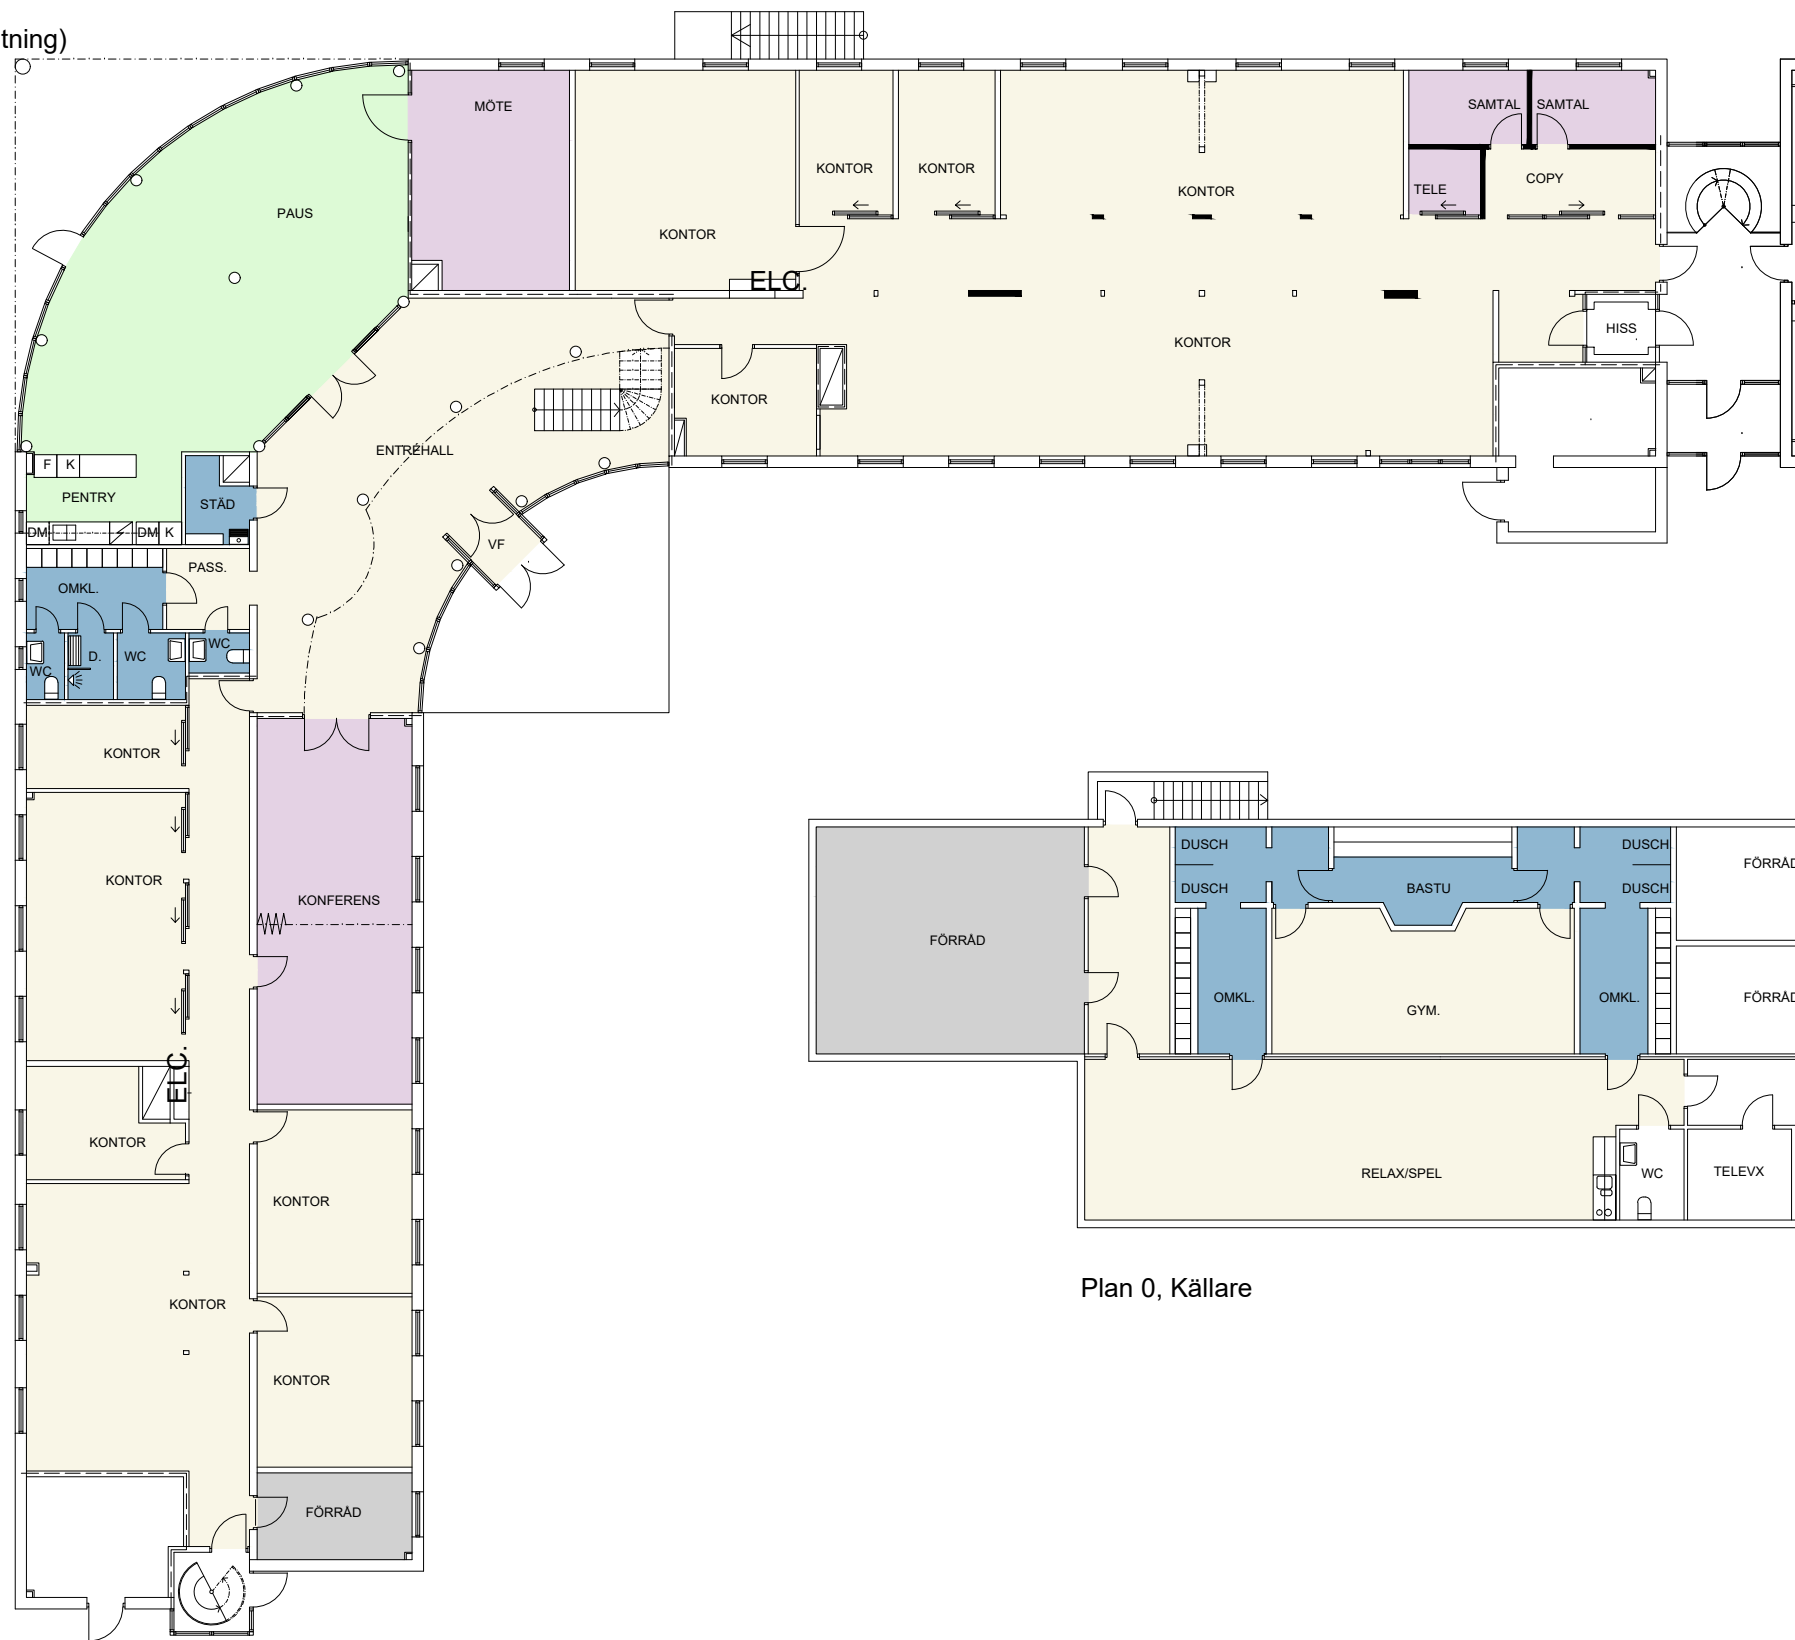 tning)
MÖTE
SAMTAL
SAMTAL
KONTOR
KONTOR
KONTOR
TELE
COPY
PAUS
KONTOR
ELC.
HISS
KONTOR
KONTOR
ENTRÉHALL
F
K
PENTRY
STÄD
DM
DM
K
VF
PASS.
OMKL.
WC
D.
WC
WC
KONTOR
KONTOR
KONFERENS
ELC.
KONTOR
KONTOR
KONTOR
KONTOR
FÖRRÅD
DUSCH
DUSCH
DUSCH
DUSCH
BASTU
FÖRRÅD
FÖRRÅD
OMKL.
GYM.
OMKL.
FÖRRÅD
RELAX/SPEL
WC
TELEVX
Plan 0, Källare